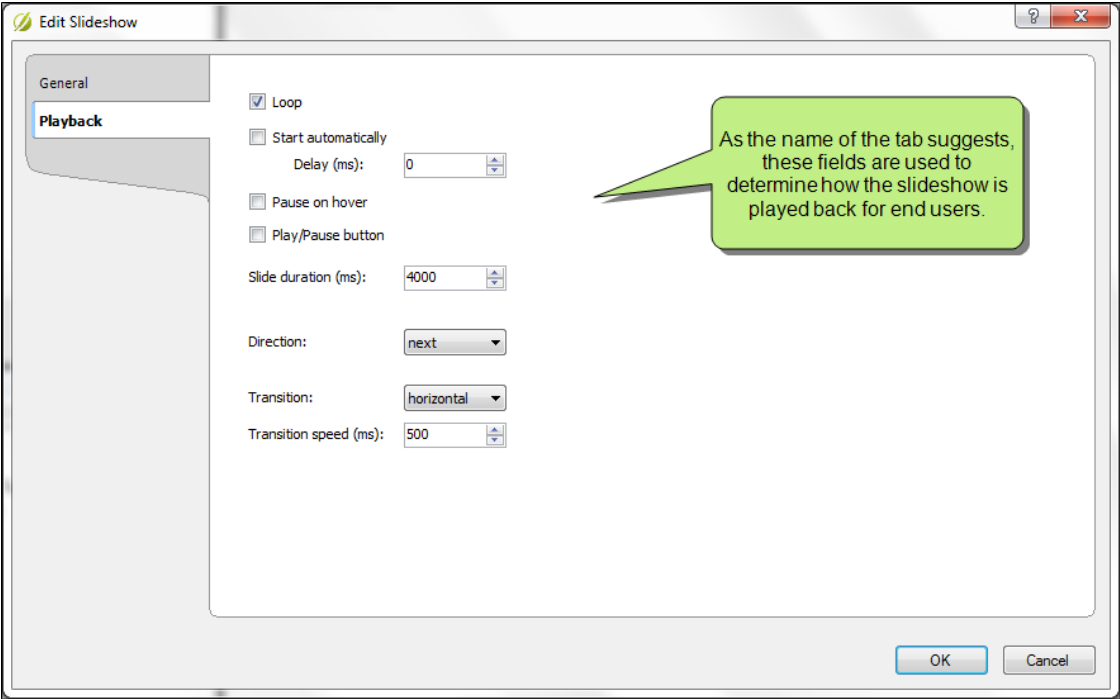 Edit Slideshow
General
Playback
Loop
Start automatically
Delay (ms): 0
Pause on hover
Play/Pause button
Slide duration (ms): 4000
Direction: next
Transition: horizontal
Transition speed (ms): 500
As the name of the tab suggests,
these fields are used to
determine how the slideshow is
played back for end users.
OK Cancel